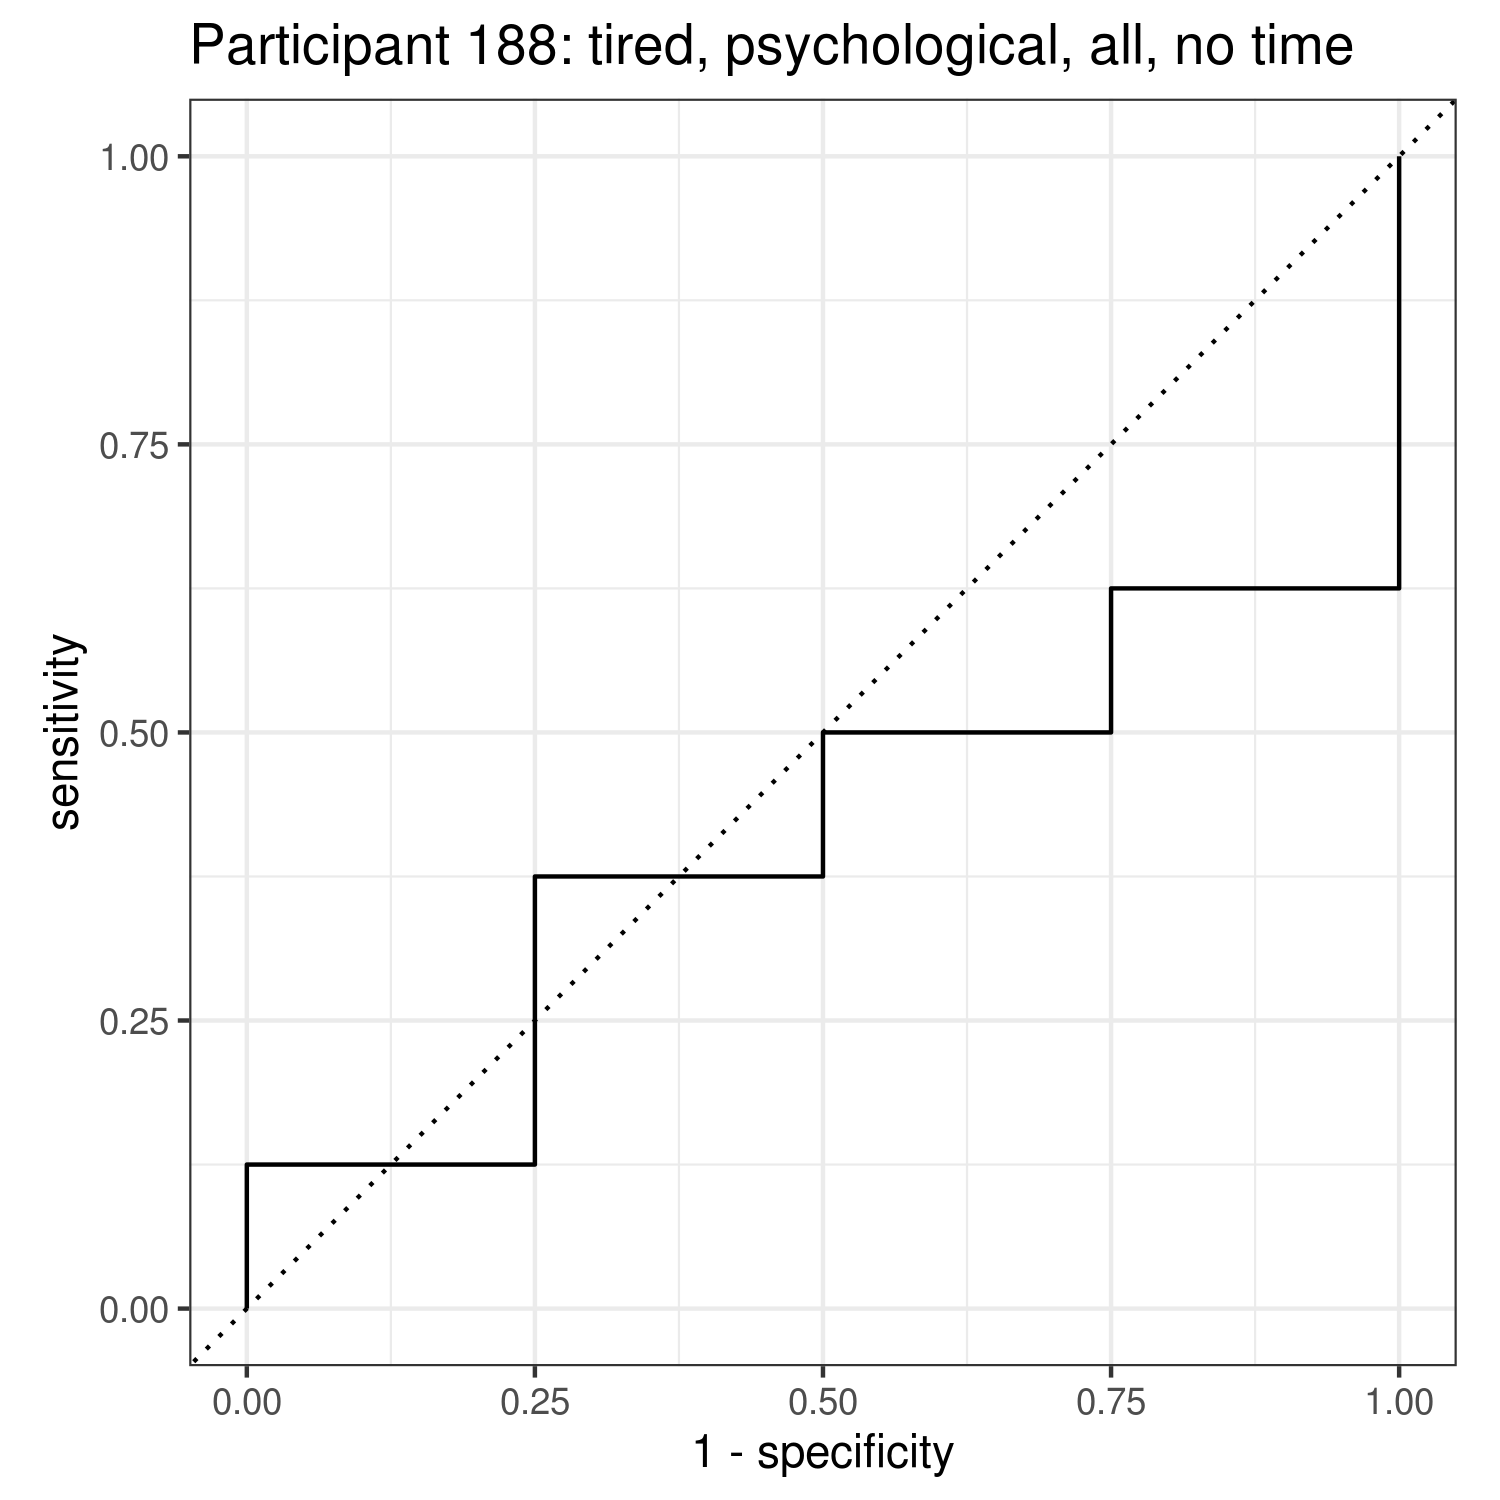 Participant 188: tired, psychological, all, no time
1.00
0.75
0.50
0.25
0.00
sensitivity
0.00 0.25 0.50 0.75 1.00
1 - specificity